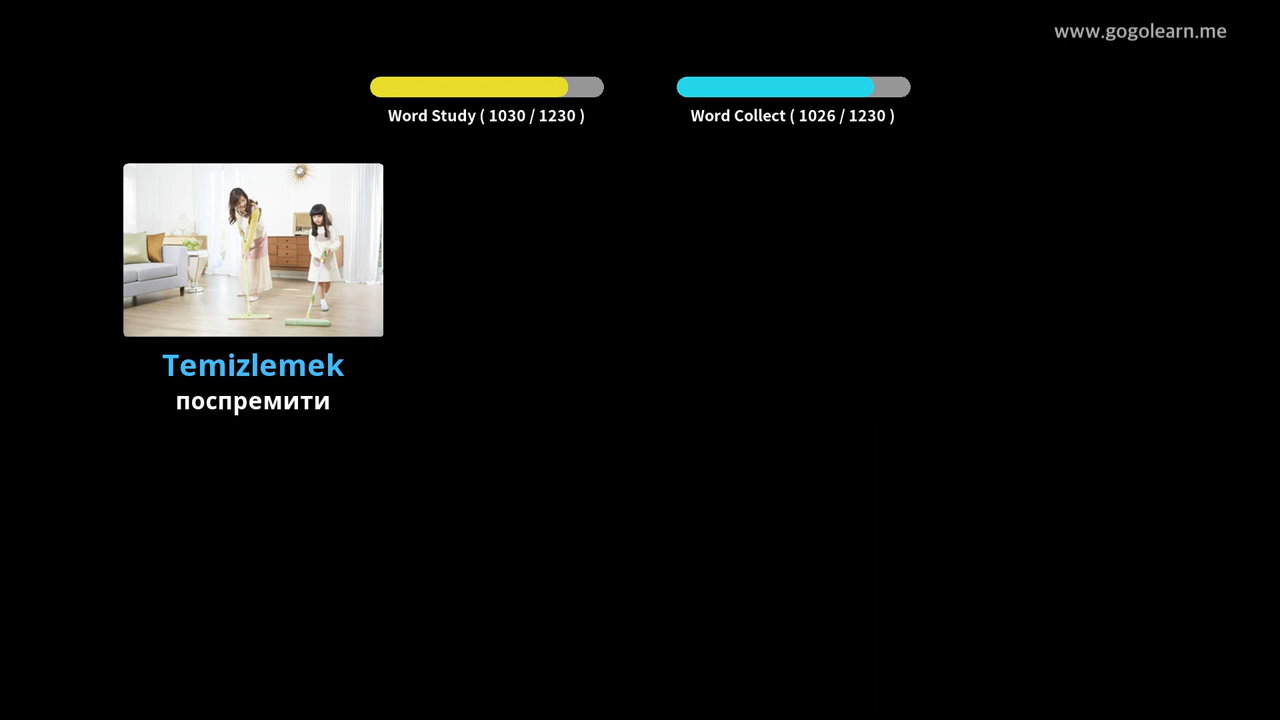 www.gogolearn.me
Word Study ( 1030 / 1230 )
Word Collect ( 1026 / 1230 )
Temizlemek
поспремити